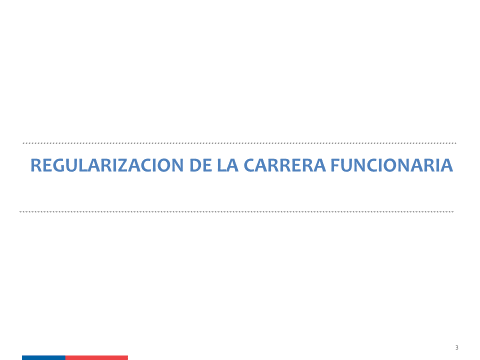 REGULARIZACION DE LA CARRERA FUNCIONARIA
3